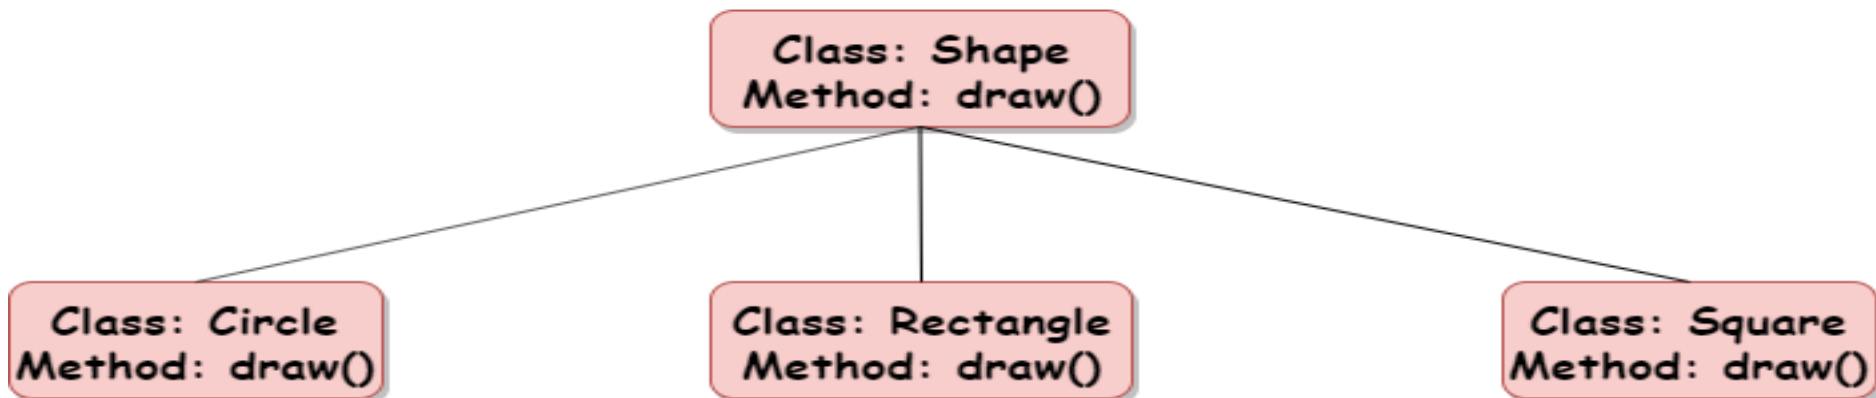 Class: Shape
Method: draw()
Class: Circle
Method: draw()
Class: Rectangle
Method: draw()
Class: Square
Method: draw()